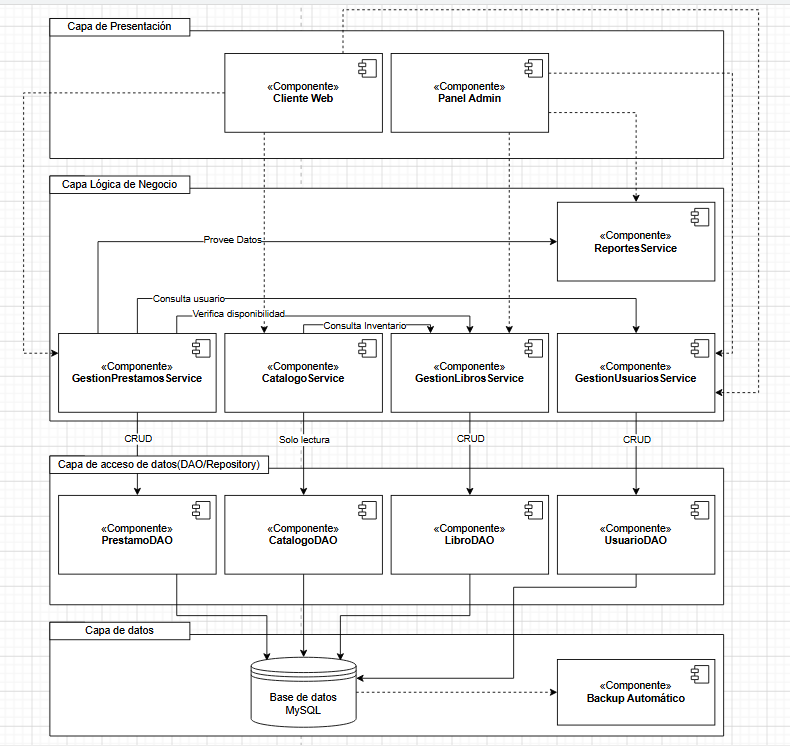 Capa de Presentación
«Componente»
Cliente Web
«Componente»
Panel Admin
Capa Lógica de Negocio
«Componente»
ReportesService
Provee Datos
Consulta usuario
Verifica disponibilidad
Consulta Inventario
«Componente»
GestionPrestamosService
«Componente»
CatalogoService
«Componente»
GestionLibrosService
«Componente»
GestionUsuariosService
CRUD
Solo lectura
CRUD
CRUD
Capa de acceso de datos(DAO/Repository)
«Componente»
PrestamoDAO
«Componente»
CatalogoDAO
«Componente»
LibroDAO
«Componente»
UsuarioDAO
Capa de datos
Base de datos
MySQL
«Componente»
Backup Automático